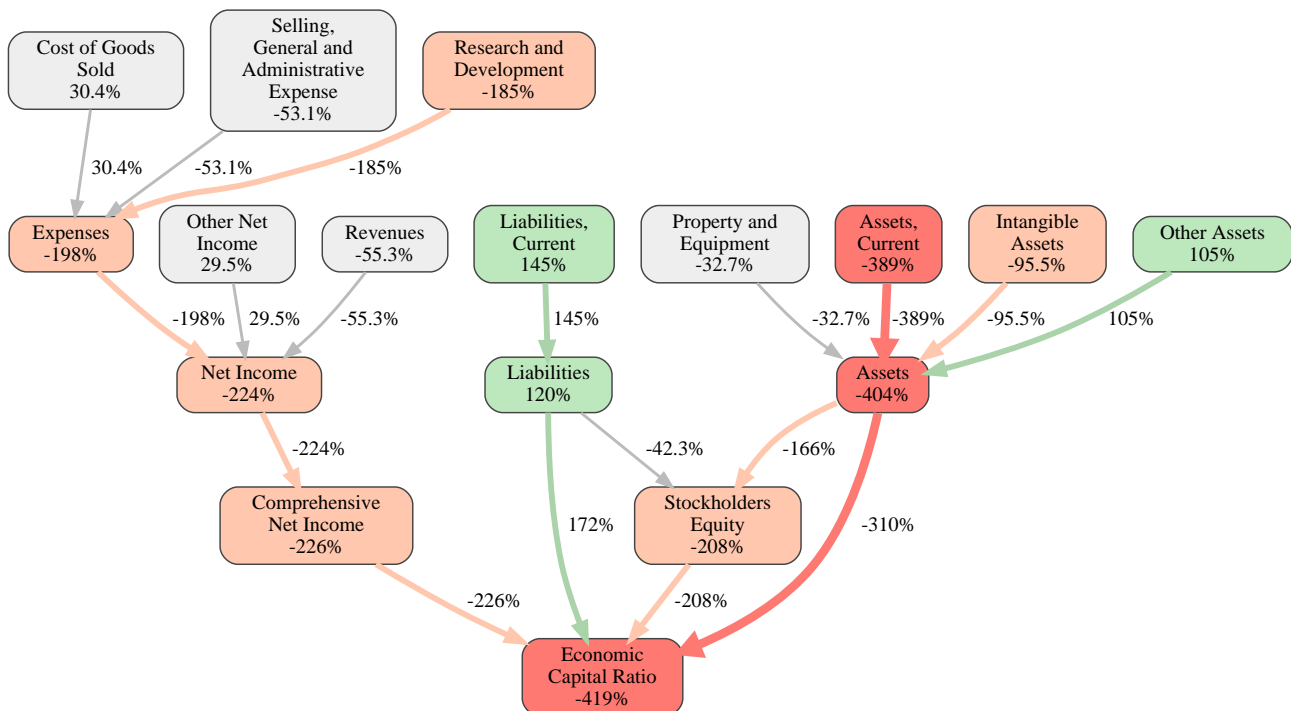 Cost of Goods
Sold
30.4%
Selling,
General and
Administrative
Expense
-53.1%
Research and
Development
-185%
30.4%
-53.1%
-185%
Expenses
-198%
Other Net
Income
29.5%
Revenues
-55.3%
Liabilities,
Current
145%
Property and
Equipment
-32.7%
Assets,
Current
-389%
Intangible
Assets
-95.5%
Other Assets
105%
-198%
29.5%
-55.3%
145%
-32.7%
-389%
-95.5%
105%
Net Income
-224%
Liabilities
120%
Assets
-404%
-224%
-42.3%
-166%
Comprehensive
Net Income
-226%
172%
Stockholders
Equity
-208%
-310%
-226%
-208%
Economic
Capital Ratio
-419%